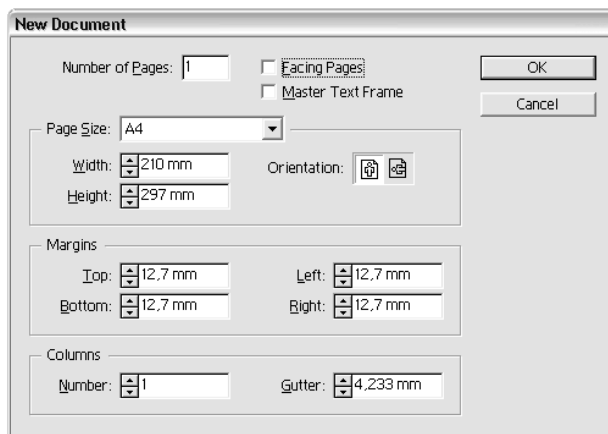 New Document
Number of Pages: 1
Facing Pages
OK
Master Text Frame
Cancel
Page Size: A4
Width: 210 mm
Orientation:
Height: 297 mm
Margins
Top: 12,7 mm Left: 12,7 mm
Bottom: 12,7 mm Right: 12,7 mm
Columns
Number: 1 Gutter: 4,233 mm